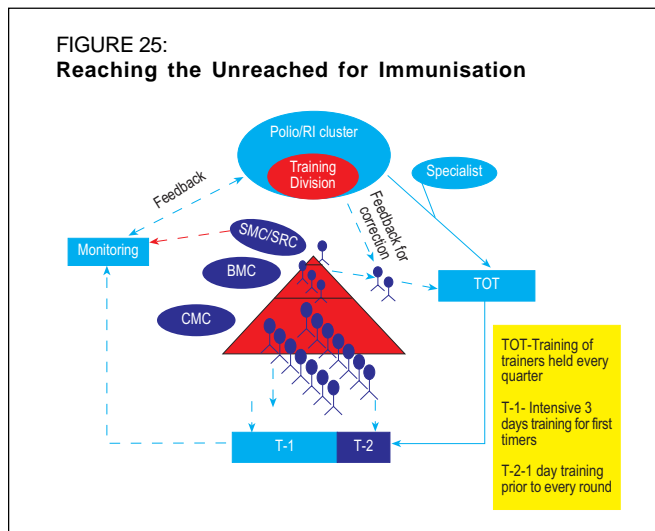 FIGURE 25:
Reaching the Unreached for Immunisation
Polio/RI cluster
Training
Division
Specialist
Feedback
Feedback for
correction
SMC/SRC
Monitoring
BMC
TOT
CMC
TOT-Training of
trainers held every
quarter
T-1- Intensive 3
days training for first
timers
T-2-1 day training
prior to every round
T-1
T-2